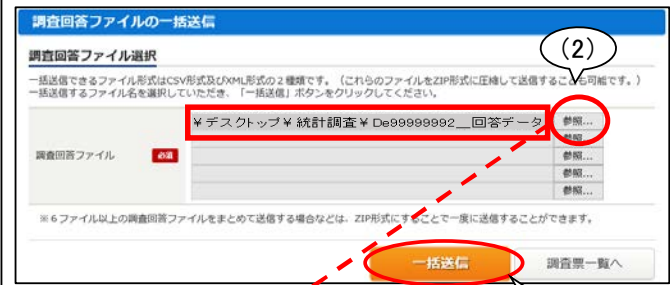 調査回答ファイルの一括送信
調査回答ファイル選択
(2)
一括送信できるファイル形式はCSV形式及びXML形式の2種類です。（これらのファイルをZIP形式に圧縮して送信することも可能です。）
一括送信するファイル名を選択していただき、「一括送信」ボタンをクリックしてください。
調査回答ファイル 必須
¥デスクトップ¥統計調査¥De99999992__回答データ 参照...
参照...
参照...
参照...
参照...
※6ファイル以上の調査回答ファイルをまとめて送信する場合などは、ZIP形式にすることで一度に送信することができます。
一括送信 調査票一覧へ